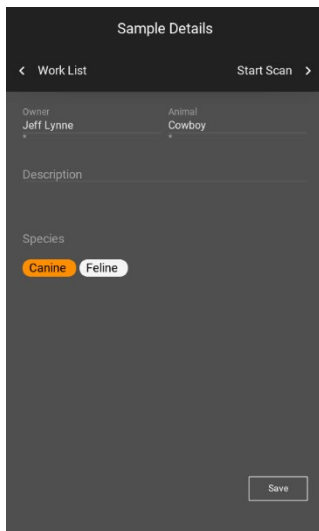 Sample Details
< Work List Start Scan >
Owner Animal
Jeff Lynne Cowboy
* *
Description
Species
Canine Feline
Save